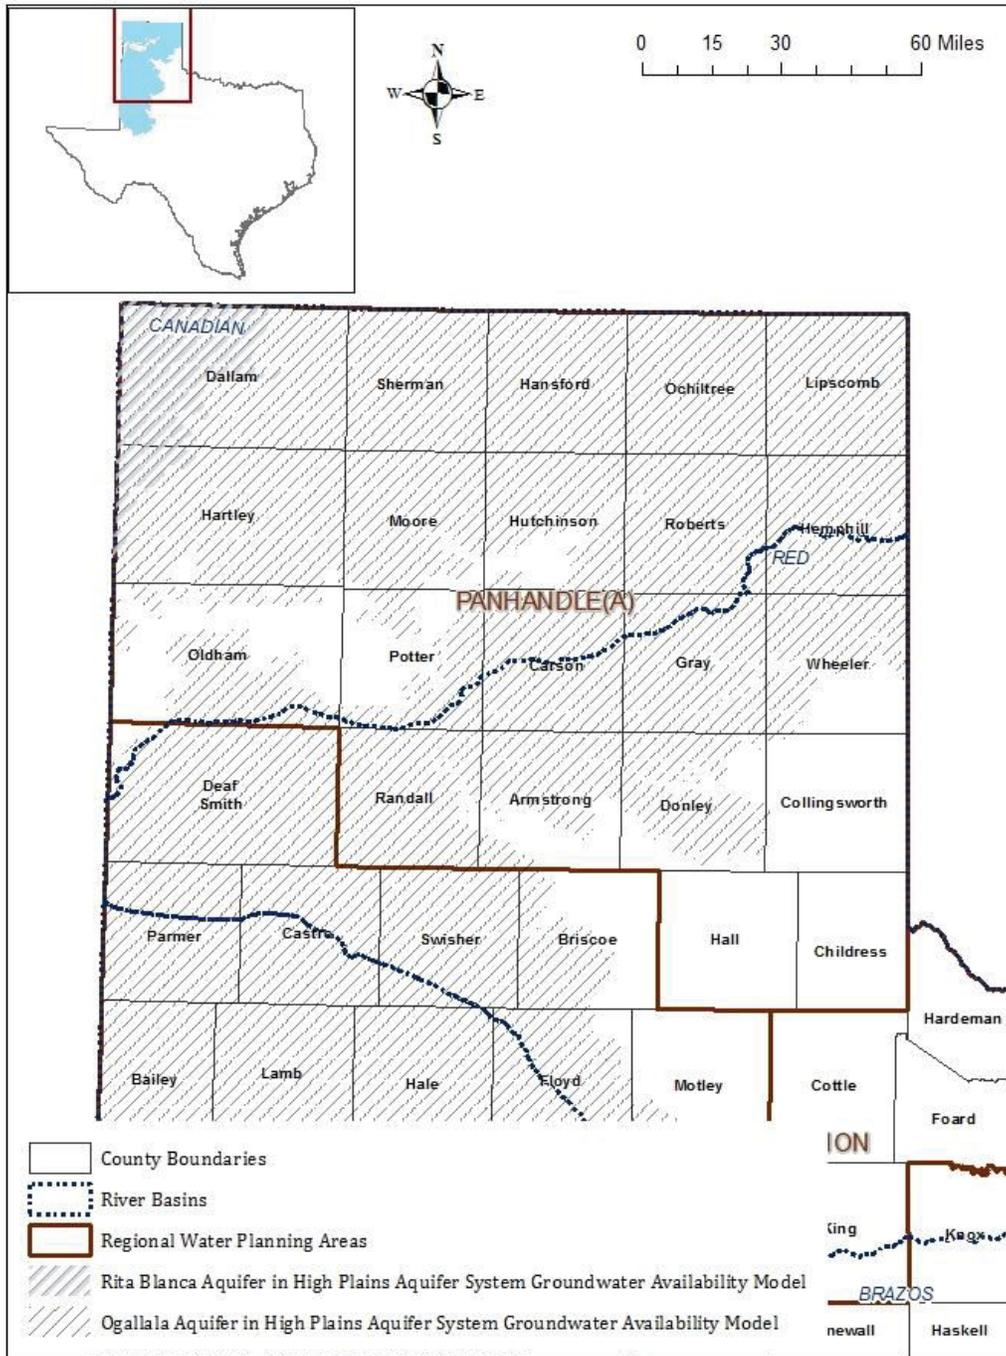 0 15 30 60 Miles
N
W E
S
CANADIAN
Dallam
Sherman
Hansford
Ochiltree
Lipscomb
Hartley
Moore
Hutchinson
Roberts
Hemphill
RED
PANHANDLE(A)
Oldham
Potter
Carson
Gray
Wheeler
Deaf
Smith
Randall
Armstrong
Donley
Collingsworth
Parmer
Castro
Swisher
Briscoe
Hall
Childress
Hardeman
Bailey
Lamb
Hale
Floyd
Motley
Cottle
Foard
ION
County Boundaries
River Basins
Regional Water Planning Areas
King
Knox
Rita Blanca Aquifer in High Plains Aquifer System Groundwater Availability Model
BRAZOS
Ogallala Aquifer in High Plains Aquifer System Groundwater Availability Model
newall
Haskell